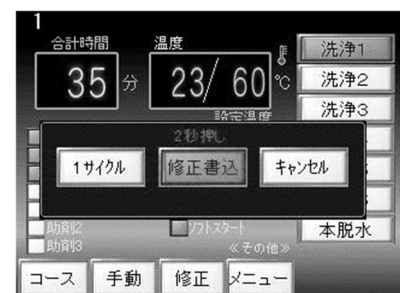 1
合計時間
温度
35 分
23/ 60 ℃
設定温度
洗浄1
洗浄2
洗浄3
2秒押し
1サイクル
修正書込
キャンセル
助剤2
助剤3
ソフトスタート
≪その他≫
本脱水
コース
手動
修正
メニュー